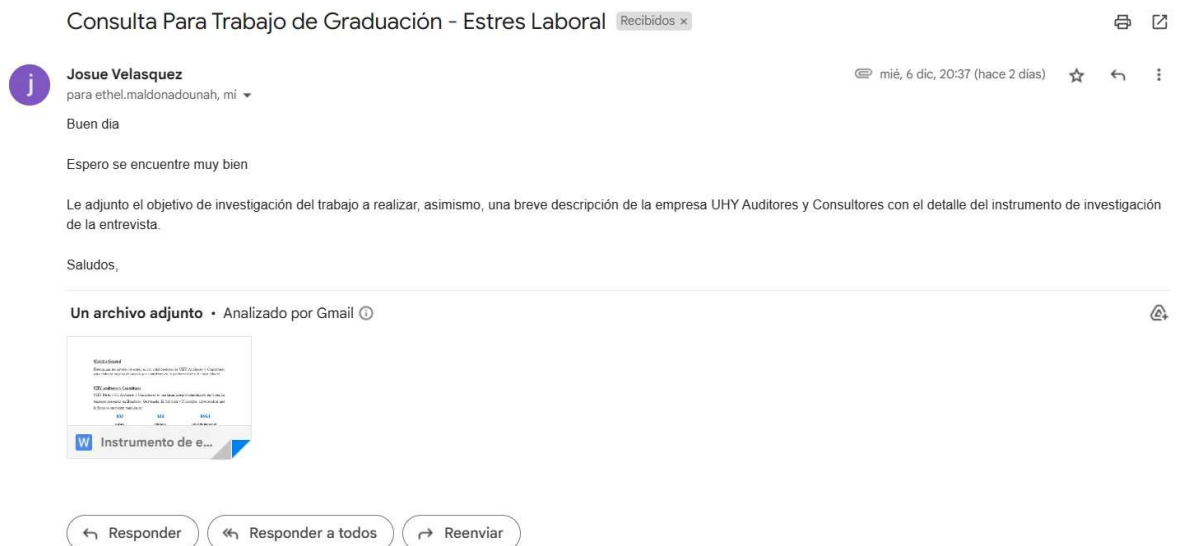 Consulta Para Trabajo de Graduación - Estres Laboral Recibidos ×
j
Josue Velasquez
mié, 6 dic, 20:37 (hace 2 días)
para ethel.maldonadounah, mí
Buen dia
Espero se encuentre muy bien
Le adjunto el objetivo de investigación del trabajo a realizar, asimismo, una breve descripción de la empresa UHY Auditores y Consultores con el detalle del instrumento de investigación
de la entrevista.
Saludos,
Un archivo adjunto • Analizado por Gmail
W Instrumento de e...
Responder
Responder a todos
Reenviar